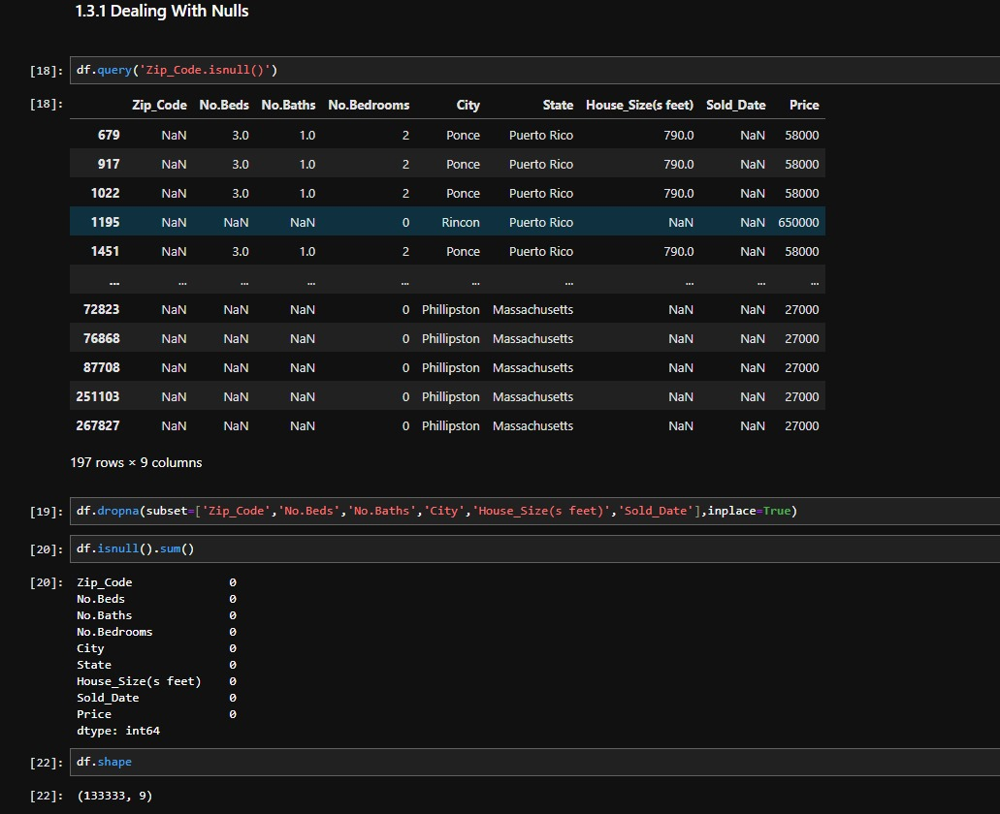 1.3.1 Dealing With Nulls
[18]: df.query('Zip_Code.isnull()')
[18]:
Zip_Code No.Beds No.Baths No.Bedrooms City State House_Size(s feet) Sold_Date Price
679 NaN 3.0 1.0 2 Ponce Puerto Rico 790.0 NaN 58000
917 NaN 3.0 1.0 2 Ponce Puerto Rico 790.0 NaN 58000
1022 NaN 3.0 1.0 2 Ponce Puerto Rico 790.0 NaN 58000
1195 NaN NaN NaN 0 Rincon Puerto Rico NaN NaN 650000
1451 NaN 3.0 1.0 2 Ponce Puerto Rico 790.0 NaN 58000
... ... ... ... ... ... ... ... ... ...
72823 NaN NaN NaN 0 Phillipston Massachusetts NaN NaN 27000
76868 NaN NaN NaN 0 Phillipston Massachusetts NaN NaN 27000
87708 NaN NaN NaN 0 Phillipston Massachusetts NaN NaN 27000
251103 NaN NaN NaN 0 Phillipston Massachusetts NaN NaN 27000
267827 NaN NaN NaN 0 Phillipston Massachusetts NaN NaN 27000
197 rows × 9 columns
[19]: df.dropna(subset=['Zip_Code','No.Beds','No.Baths','City','House_Size(s feet)','Sold_Date'],inplace=True)
[20]: df.isnull().sum()
[20]: Zip_Code 0
No.Beds 0
No.Baths 0
No.Bedrooms 0
City 0
State 0
House_Size(s feet) 0
Sold_Date 0
Price 0
dtype: int64
[22]: df.shape
[22]: (133333, 9)